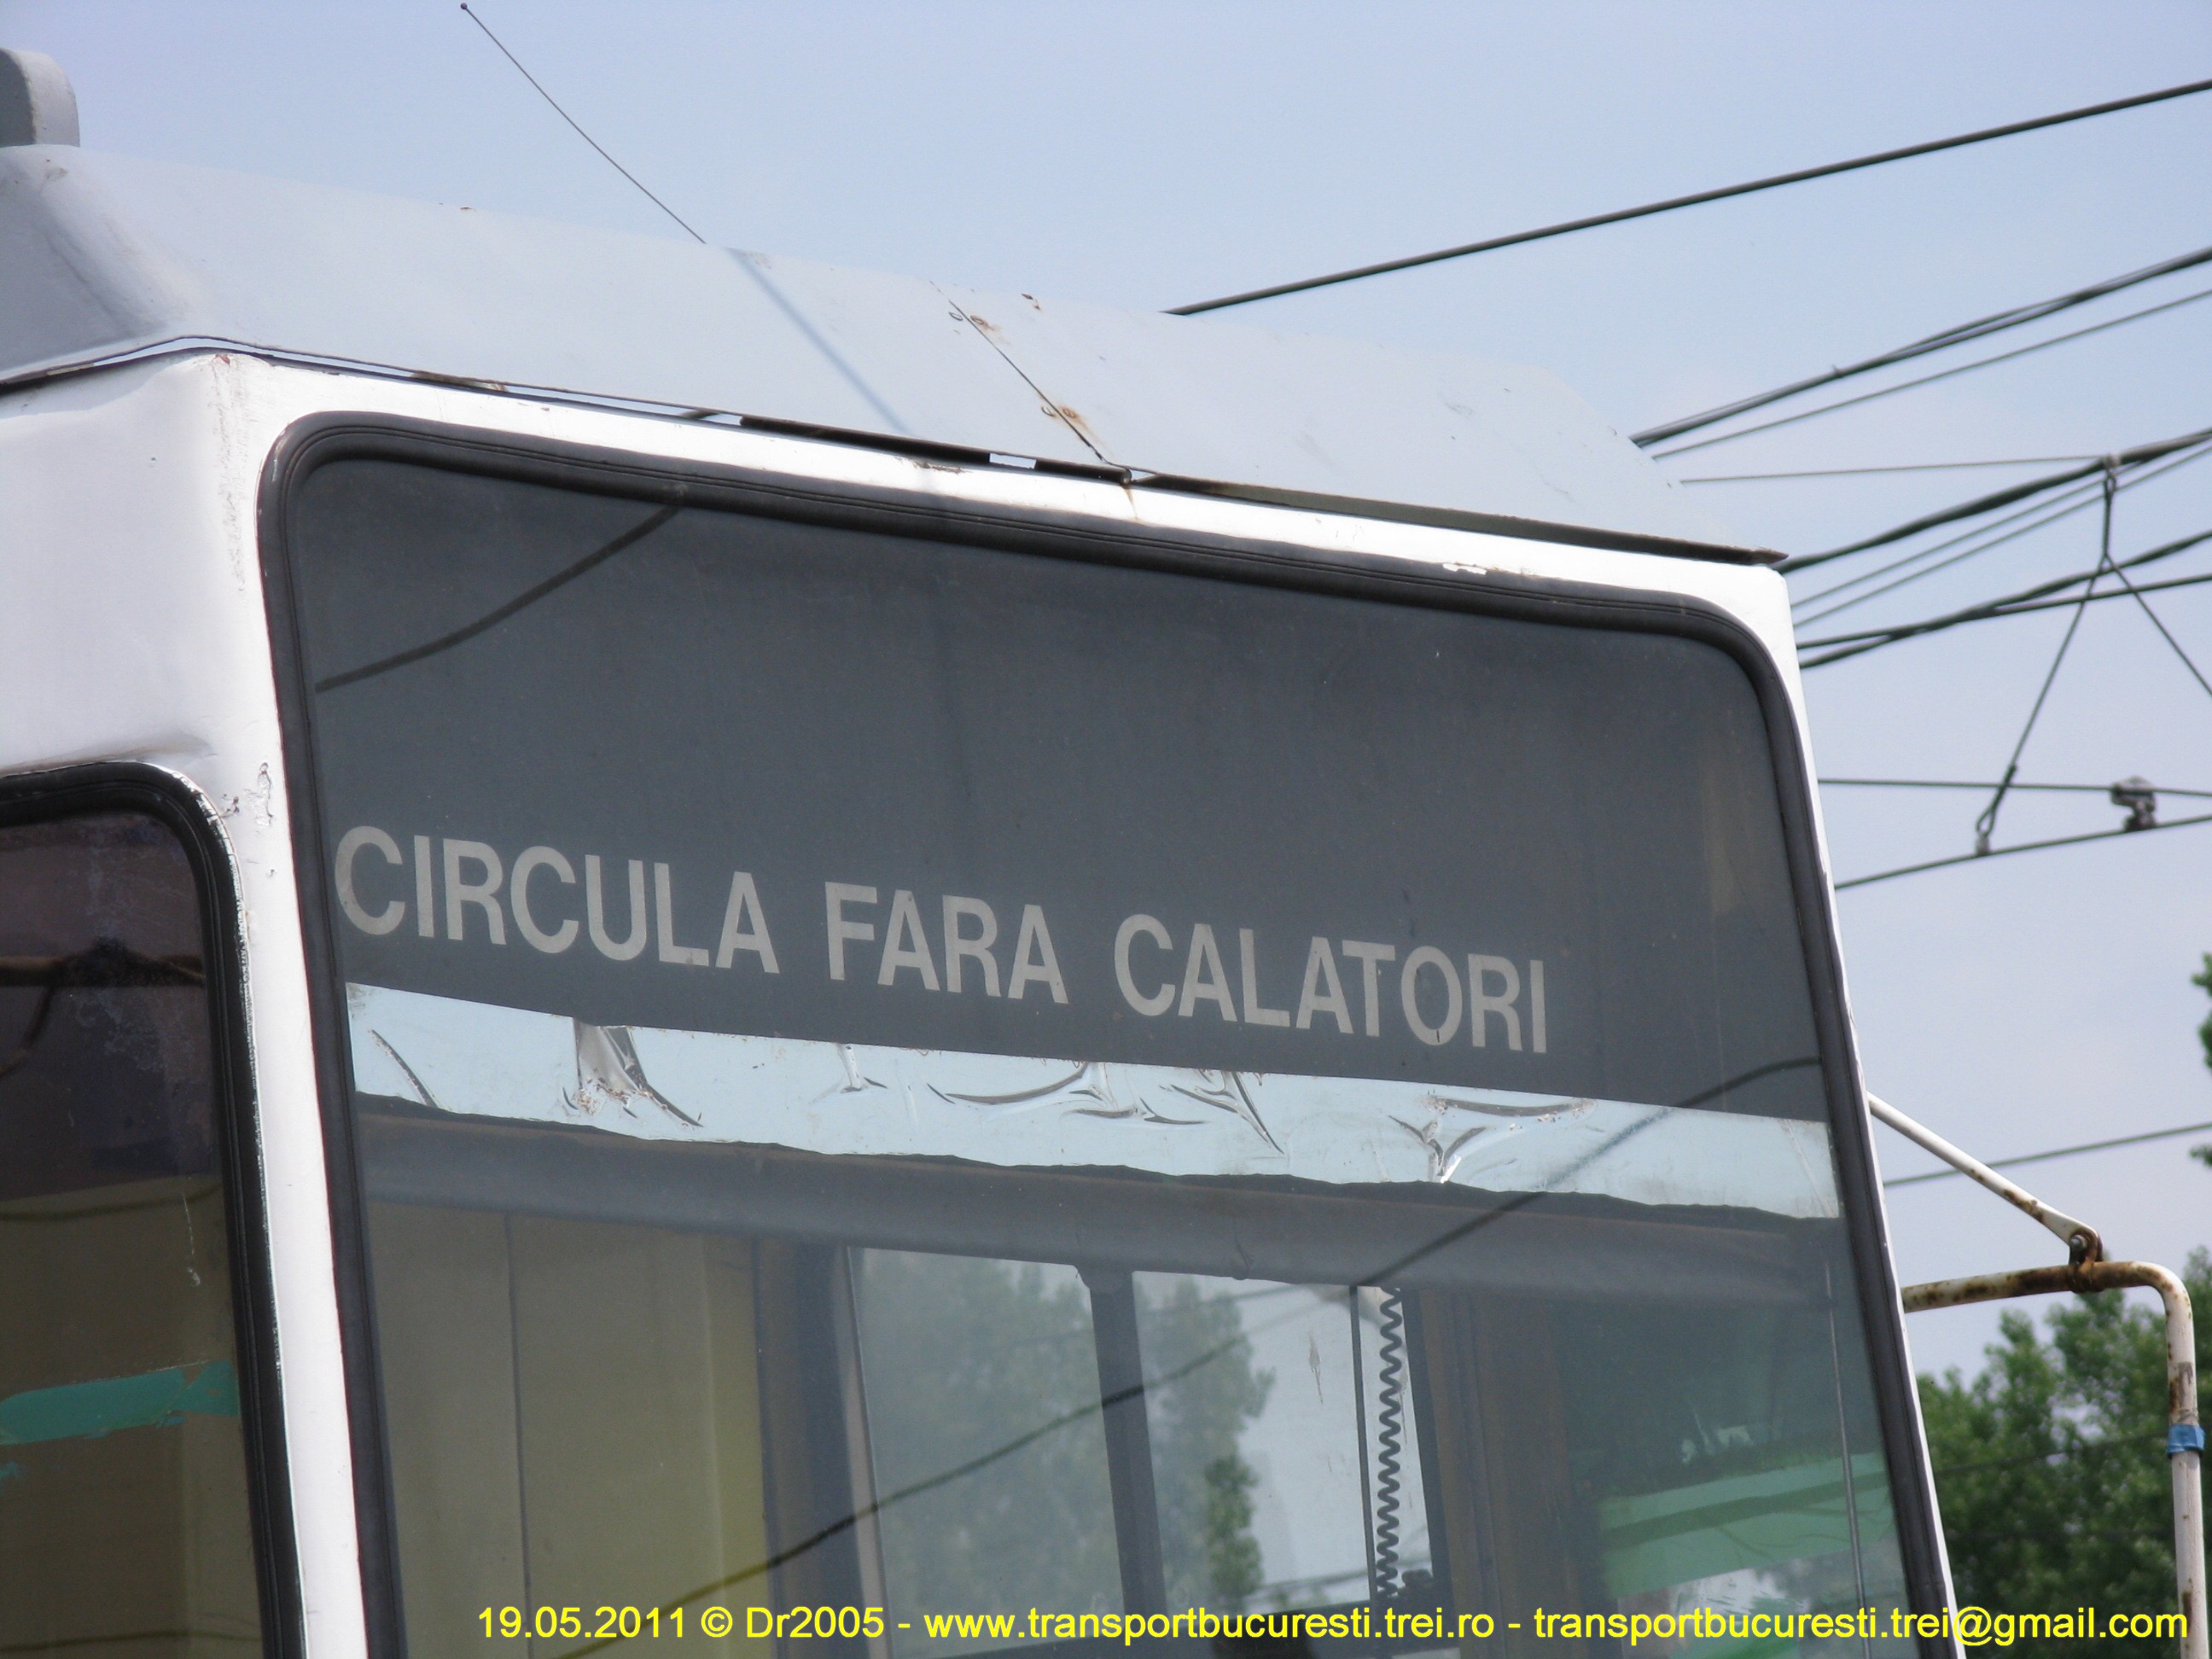 CIRCULA FARA CALATORI
19.05.2011 © Dr2005 - www.transportbucuresti.trei.ro - transportbucuresti.trei@gmail.com